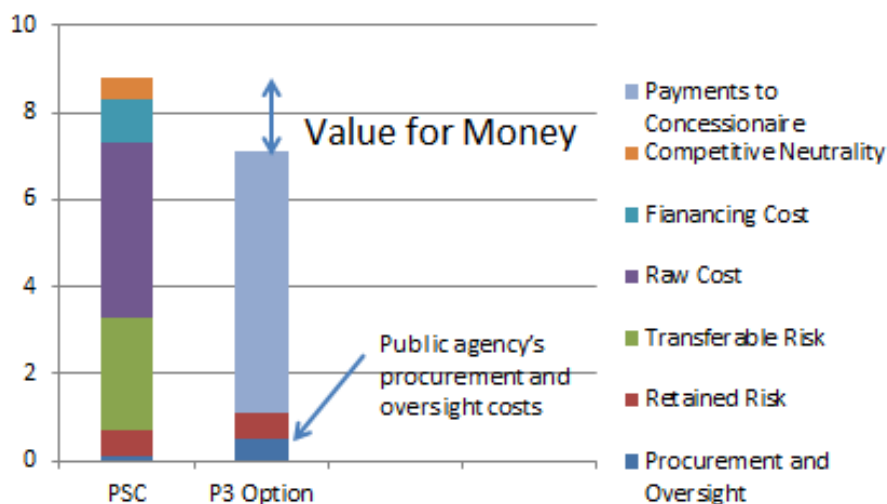 10
8
6
4
2
0
PSC
P3 Option
Value for Money
Public agency's
procurement and
oversight costs
Payments to
Concessionaire
Competitive Neutrality
Fianancing Cost
Raw Cost
Transferable Risk
Retained Risk
Procurement and
Oversight